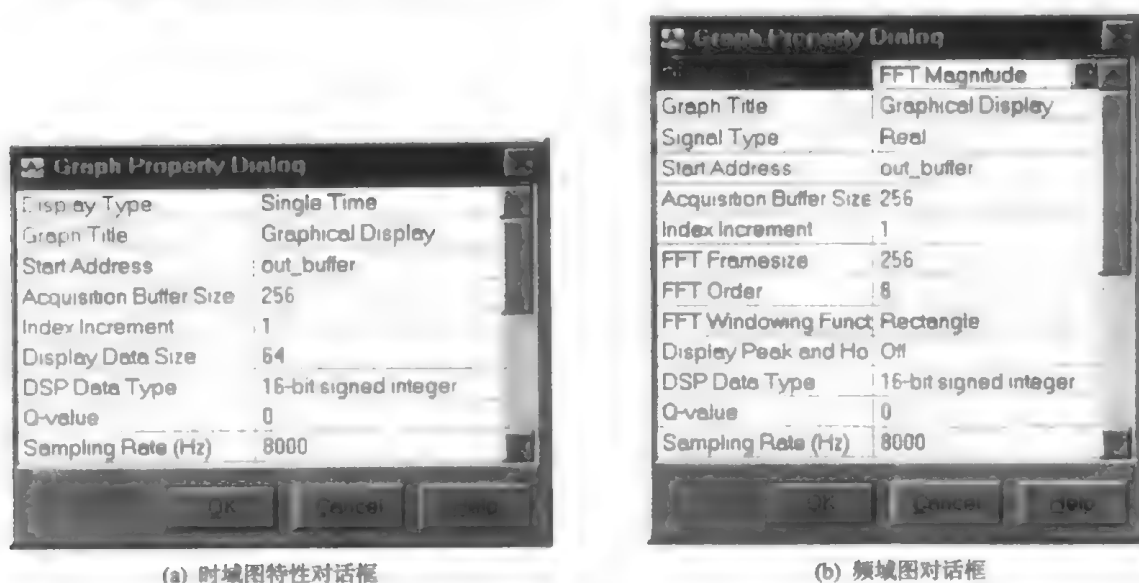 Graph Property Dialog
Display Type Single Time
Graph Title Graphical Display
Start Address out_buffer
Acquisition Buffer Size 256
Index Increment 1
Display Data Size 64
DSP Data Type 16-bit signed integer
Q-value 0
Sampling Rate (Hz) 8000
OK Cancel Help
(a) 时域图特性对话框
Graph Property Dialog
FFT Magnitude
Graph Title Graphical Display
Signal Type Real
Start Address out_buffer
Acquisition Buffer Size 256
Index Increment 1
FFT Framesize 256
FFT Order 8
FFT Windowing Funct Rectangle
Display Peak and Ho Off
DSP Data Type 16-bit signed integer
Q-value 0
Sampling Rate (Hz) 8000
OK Cancel Help
(b) 频域图对话框